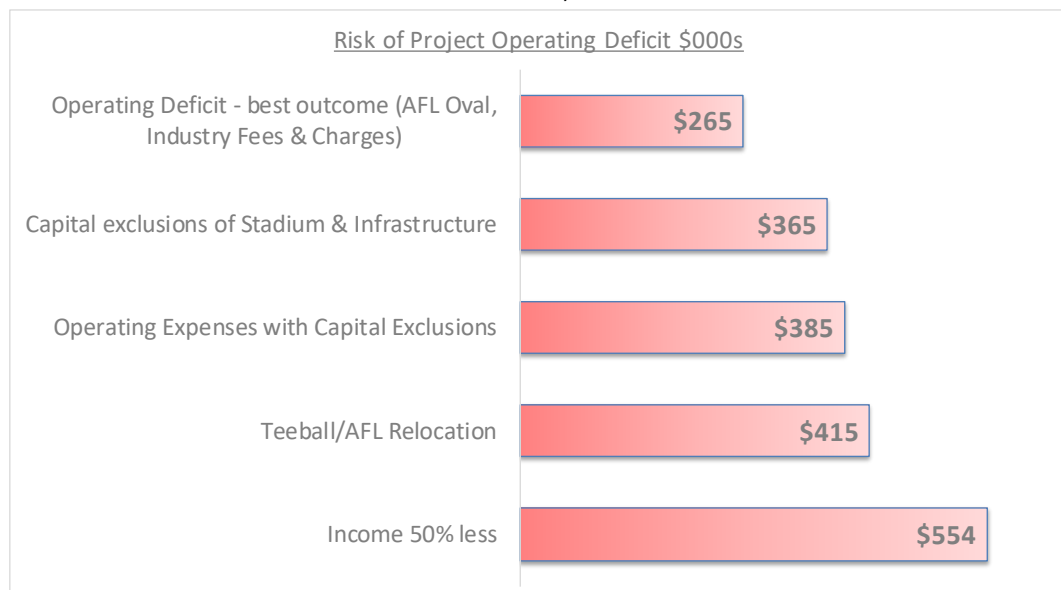 Risk of Project Operating Deficit $000s
Operating Deficit - best outcome (AFL Oval,
Industry Fees & Charges)
$265
Capital exclusions of Stadium & Infrastructure
$365
Operating Expenses with Capital Exclusions
$385
Teeball/AFL Relocation
$415
Income 50% less
$554